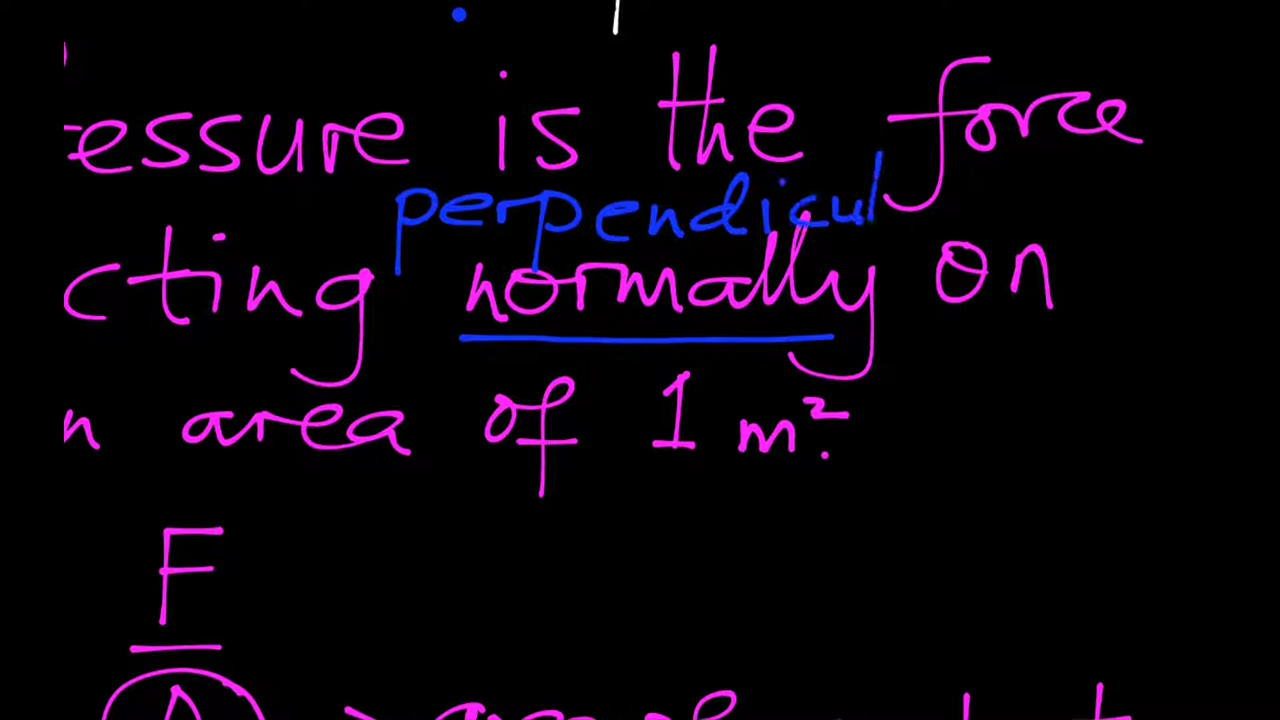 essure is the force
perpendicul
cting normally on
n area of 1 m².
F
A